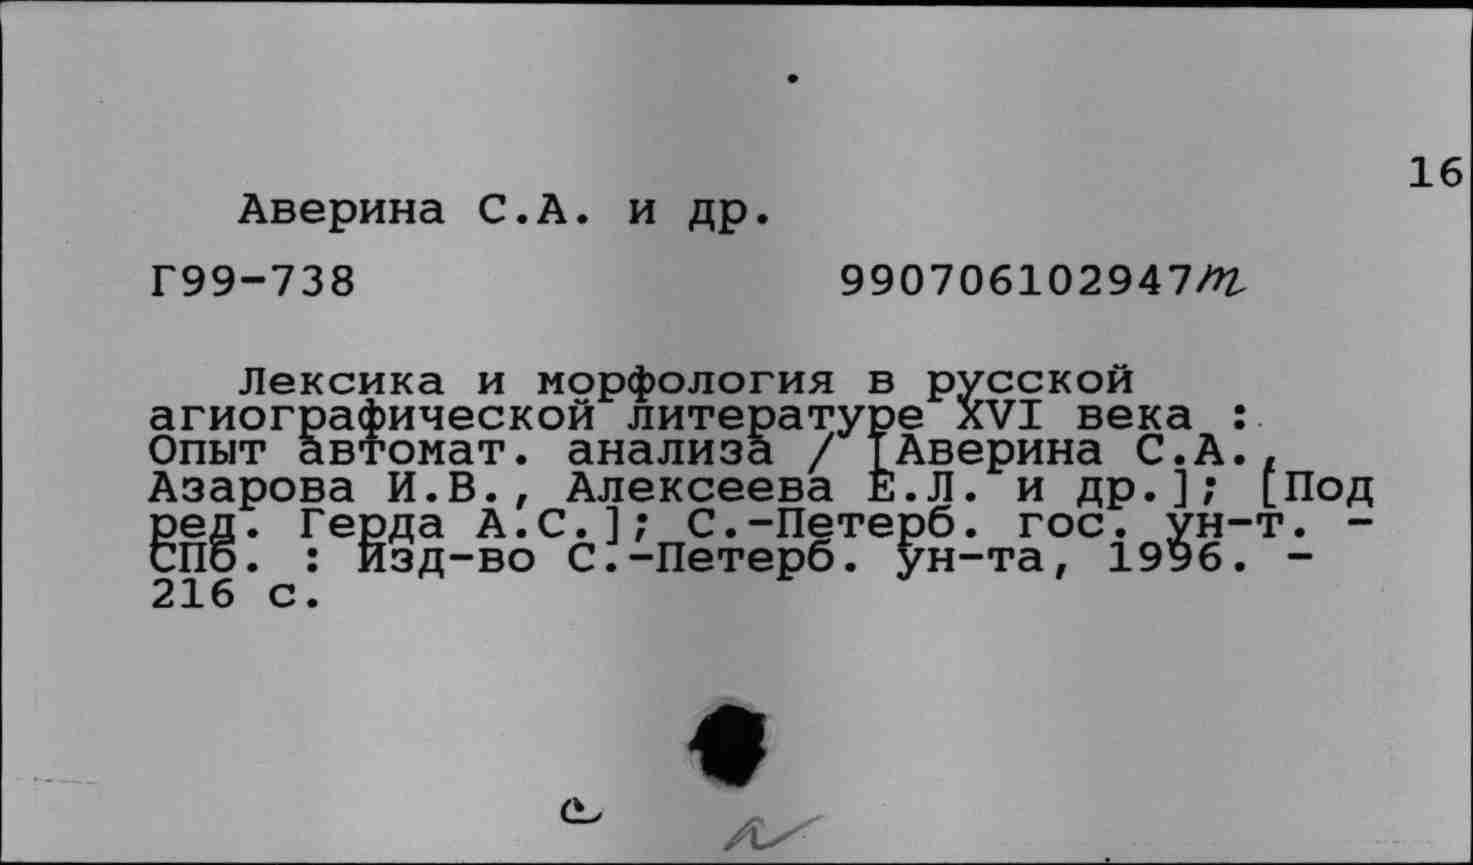 16
Аверина С.А. и др.
Г99-738 990706102947
Лексика и морфология в русской
агиографической литературе XVI века :
Опыт автомат. анализа / [Аверина С.А.,
Азарова И.В., Алексеева Е.Л. и др.]; [Под
ред. Герда А.С.]; С.-Петерб. гос. ун-т. -
СПб. : Изд-во С.-Петерб. ун-та, 1996. -
216 с.